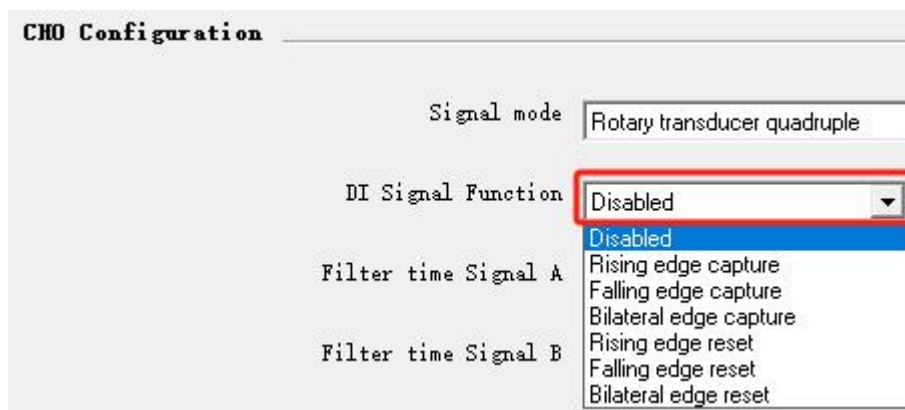 CH0 Configuration
Signal mode
Rotary transducer quadruple
DI Signal Function
Disabled
Disabled
Rising edge capture
Filter time Signal A
Falling edge capture
Bilateral edge capture
Rising edge reset
Filter time Signal B
Falling edge reset
Bilateral edge reset